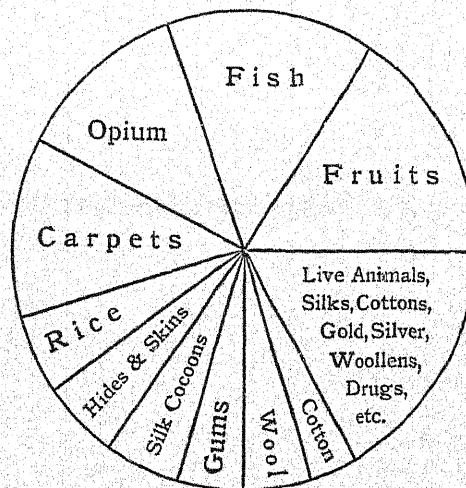 Fish
Opium
Fruits
Carpets
Live Animals,
Silks, Cottons,
Gold, Silver,
Woollens,
Drugs,
etc.
Rice
Hides & Skins
Silk Cocoons
Gums
Wool
Cotton